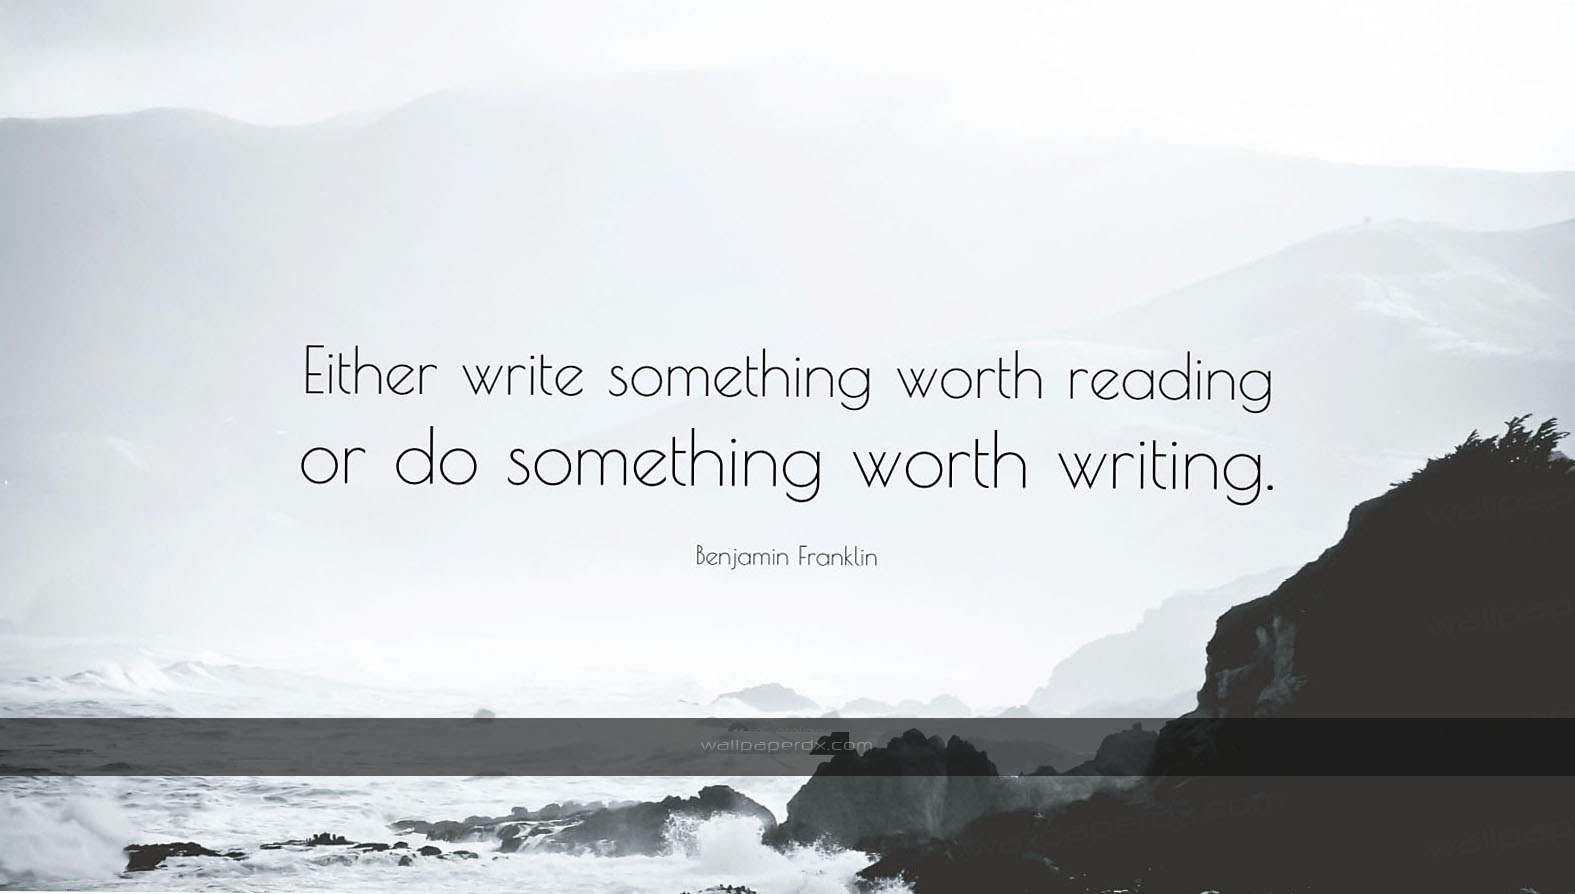 Either write something worth reading
or do something worth writing.
Benjamin Franklin
wallpaperdx.com